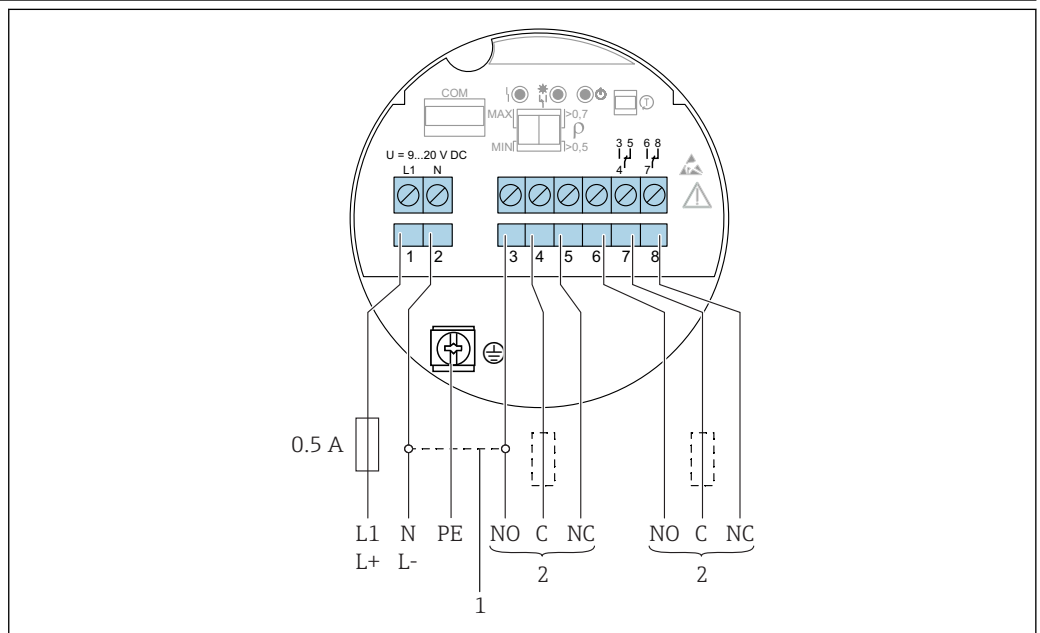 COM
MAX
>0,7
ρ
MIN
>0,5
T
U = 9...20 V DC
L1 N
3 5
4
6 8
7
1 2 3 4 5 6 7 8
0.5 A
L1 N PE NO C NC NO C NC
L+ L-
2 2
1